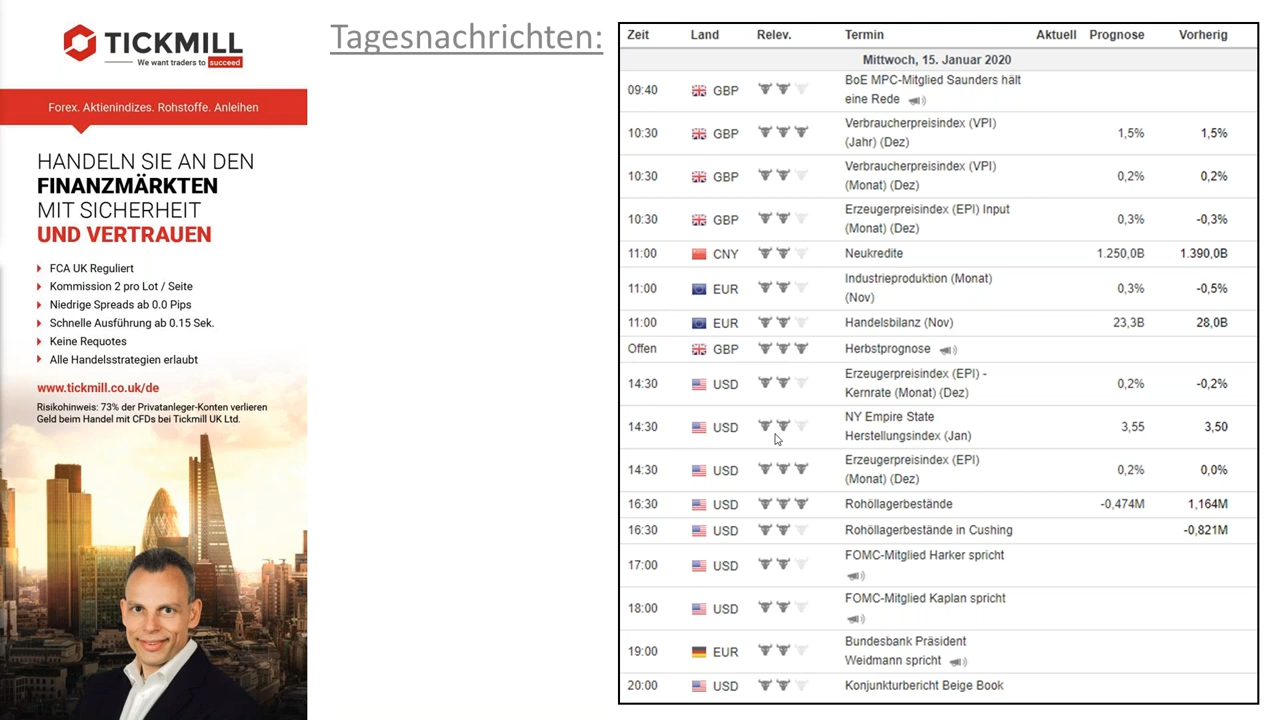 TICKMILL
We want traders to succeed
Forex. Aktienindizes. Rohstoffe. Anleihen
HANDELN SIE AN DEN
FINANZMÄRKTEN
MIT SICHERHEIT
UND VERTRAUEN
FCA UK Reguliert
Kommission 2 pro Lot / Seite
Niedrige Spreads ab 0.0 Pips
Schnelle Ausführung ab 0.15 Sek.
Keine Requotes
Alle Handelsstrategien erlaubt
www.tickmill.co.uk/de
Risikohinweis: 73% der Privatanleger-Konten verlieren
Geld beim Handel mit CFDs bei Tickmill UK Ltd.
Tagesnachrichten:
Zeit Land Relev. Termin Aktuell Prognose Vorherig
Mittwoch, 15. Januar 2020
09:40 GBP BoE MPC-Mitglied Saunders hält
eine Rede
10:30 GBP Verbraucherpreisindex (VPI)
(Jahr) (Dez) 1,5% 1,5%
10:30 GBP Verbraucherpreisindex (VPI)
(Monat) (Dez) 0,2% 0,2%
10:30 GBP Erzeugerpreisindex (EPI) Input
(Monat) (Dez) 0,3% -0,3%
11:00 CNY Neukredite 1.250,0B 1.390,0B
11:00 EUR Industrieproduktion (Monat)
(Nov) 0,3% -0,5%
11:00 EUR Handelsbilanz (Nov) 23,3B 28,0B
Offen GBP Herbstprognose
14:30 USD Erzeugerpreisindex (EPI) -
Kernrate (Monat) (Dez) 0,2% -0,2%
14:30 USD NY Empire State
Herstellungsindex (Jan) 3,55 3,50
14:30 USD Erzeugerpreisindex (EPI)
(Monat) (Dez) 0,2% 0,0%
16:30 USD Rohöllagerbestände -0,474M 1,164M
16:30 USD Rohöllagerbestände in Cushing -0,821M
17:00 USD FOMC-Mitglied Harker spricht
18:00 USD FOMC-Mitglied Kaplan spricht
19:00 EUR Bundesbank Präsident
Weidmann spricht
20:00 USD Konjunkturbericht Beige Book